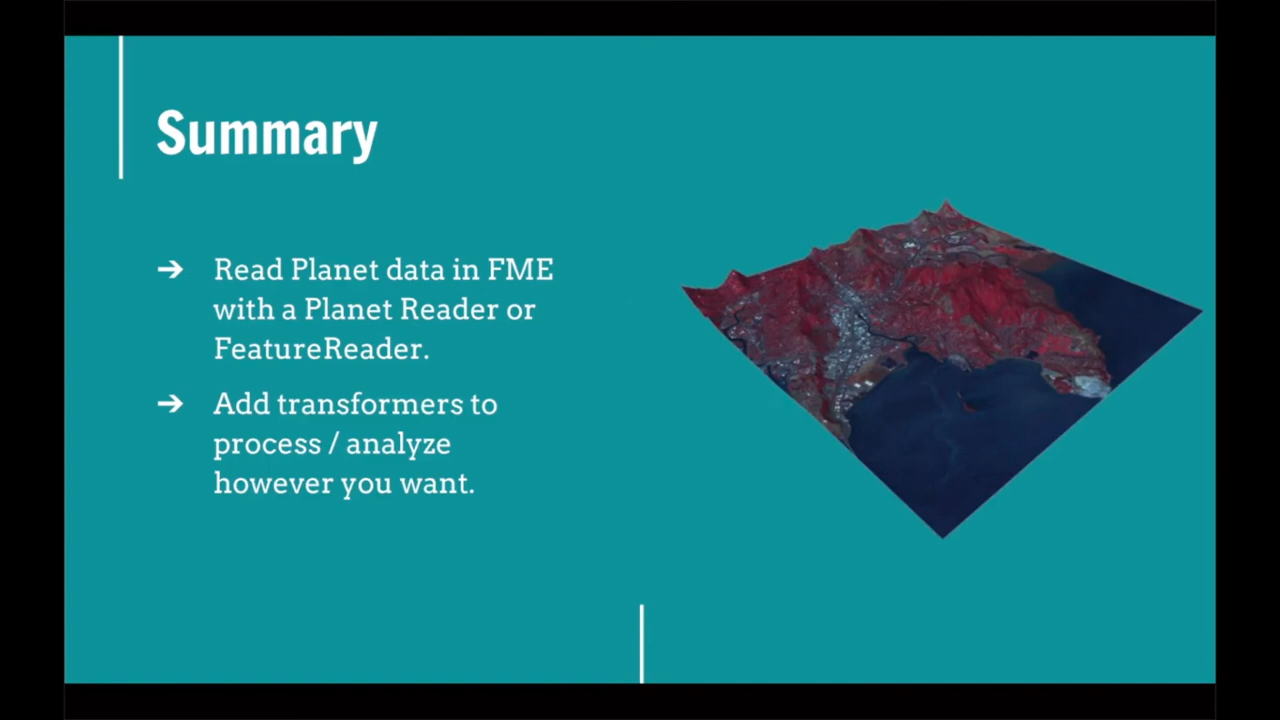 Summary
➔ Read Planet data in FME
with a Planet Reader or
FeatureReader.
➔ Add transformers to
process / analyze
however you want.